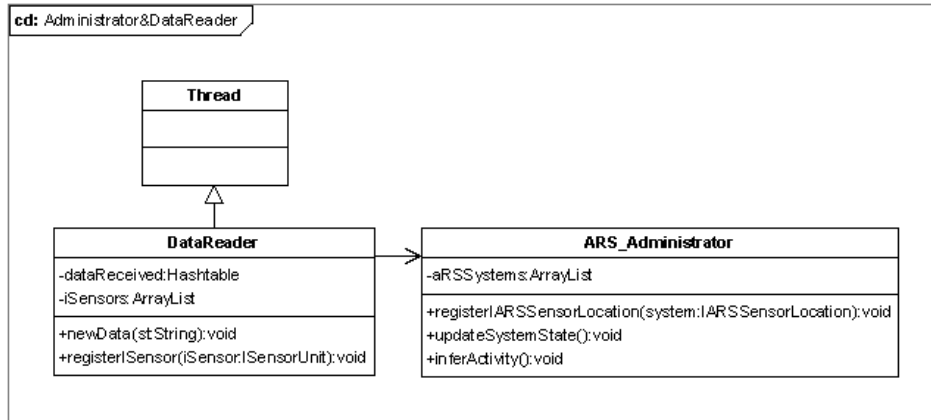 cd: Administrator&DataReader
Thread
DataReader
-dataReceived:Hashtable
-iSensors:ArrayList
+newData(st:String):void
+registerISensor(iSensor:ISensorUnit):void
ARS_Administrator
-aRSSystems:ArrayList
+registerIARSSensorLocation(system:IARSSensorLocation):void
+updateSystemState():void
+inferActivity():void